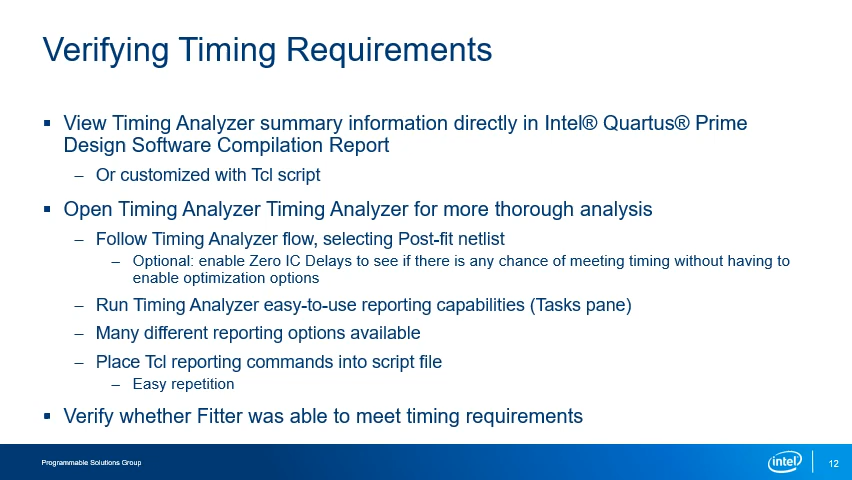 Verifying Timing Requirements
▪ View Timing Analyzer summary information directly in Intel® Quartus® Prime
Design Software Compilation Report
– Or customized with Tcl script
▪ Open Timing Analyzer Timing Analyzer for more thorough analysis
– Follow Timing Analyzer flow, selecting Post-fit netlist
– Optional: enable Zero IC Delays to see if there is any chance of meeting timing without having to
enable optimization options
– Run Timing Analyzer easy-to-use reporting capabilities (Tasks pane)
– Many different reporting options available
– Place Tcl reporting commands into script file
– Easy repetition
▪ Verify whether Fitter was able to meet timing requirements
Programmable Solutions Group
intel
12